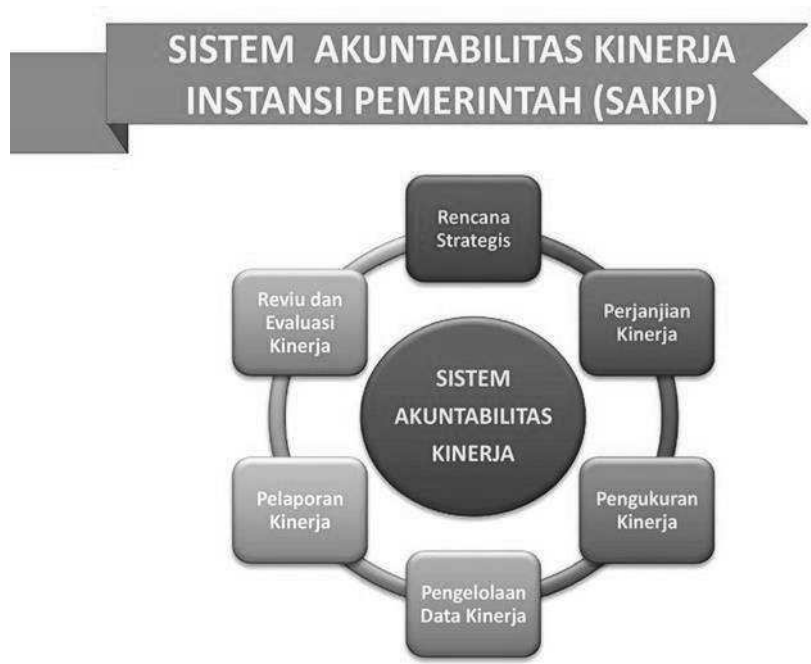 SISTEM AKUNTABILITAS KINERJA
INSTANSI PEMERINTAH (SAKIP)
Rencana
Strategis
Perjanjian
Kinerja
Pengukuran
Kinerja
Pengelolaan
Data Kinerja
Pelaporan
Kinerja
Reviu dan
Evaluasi
Kinerja
SISTEM
AKUNTABILITAS
KINERJA